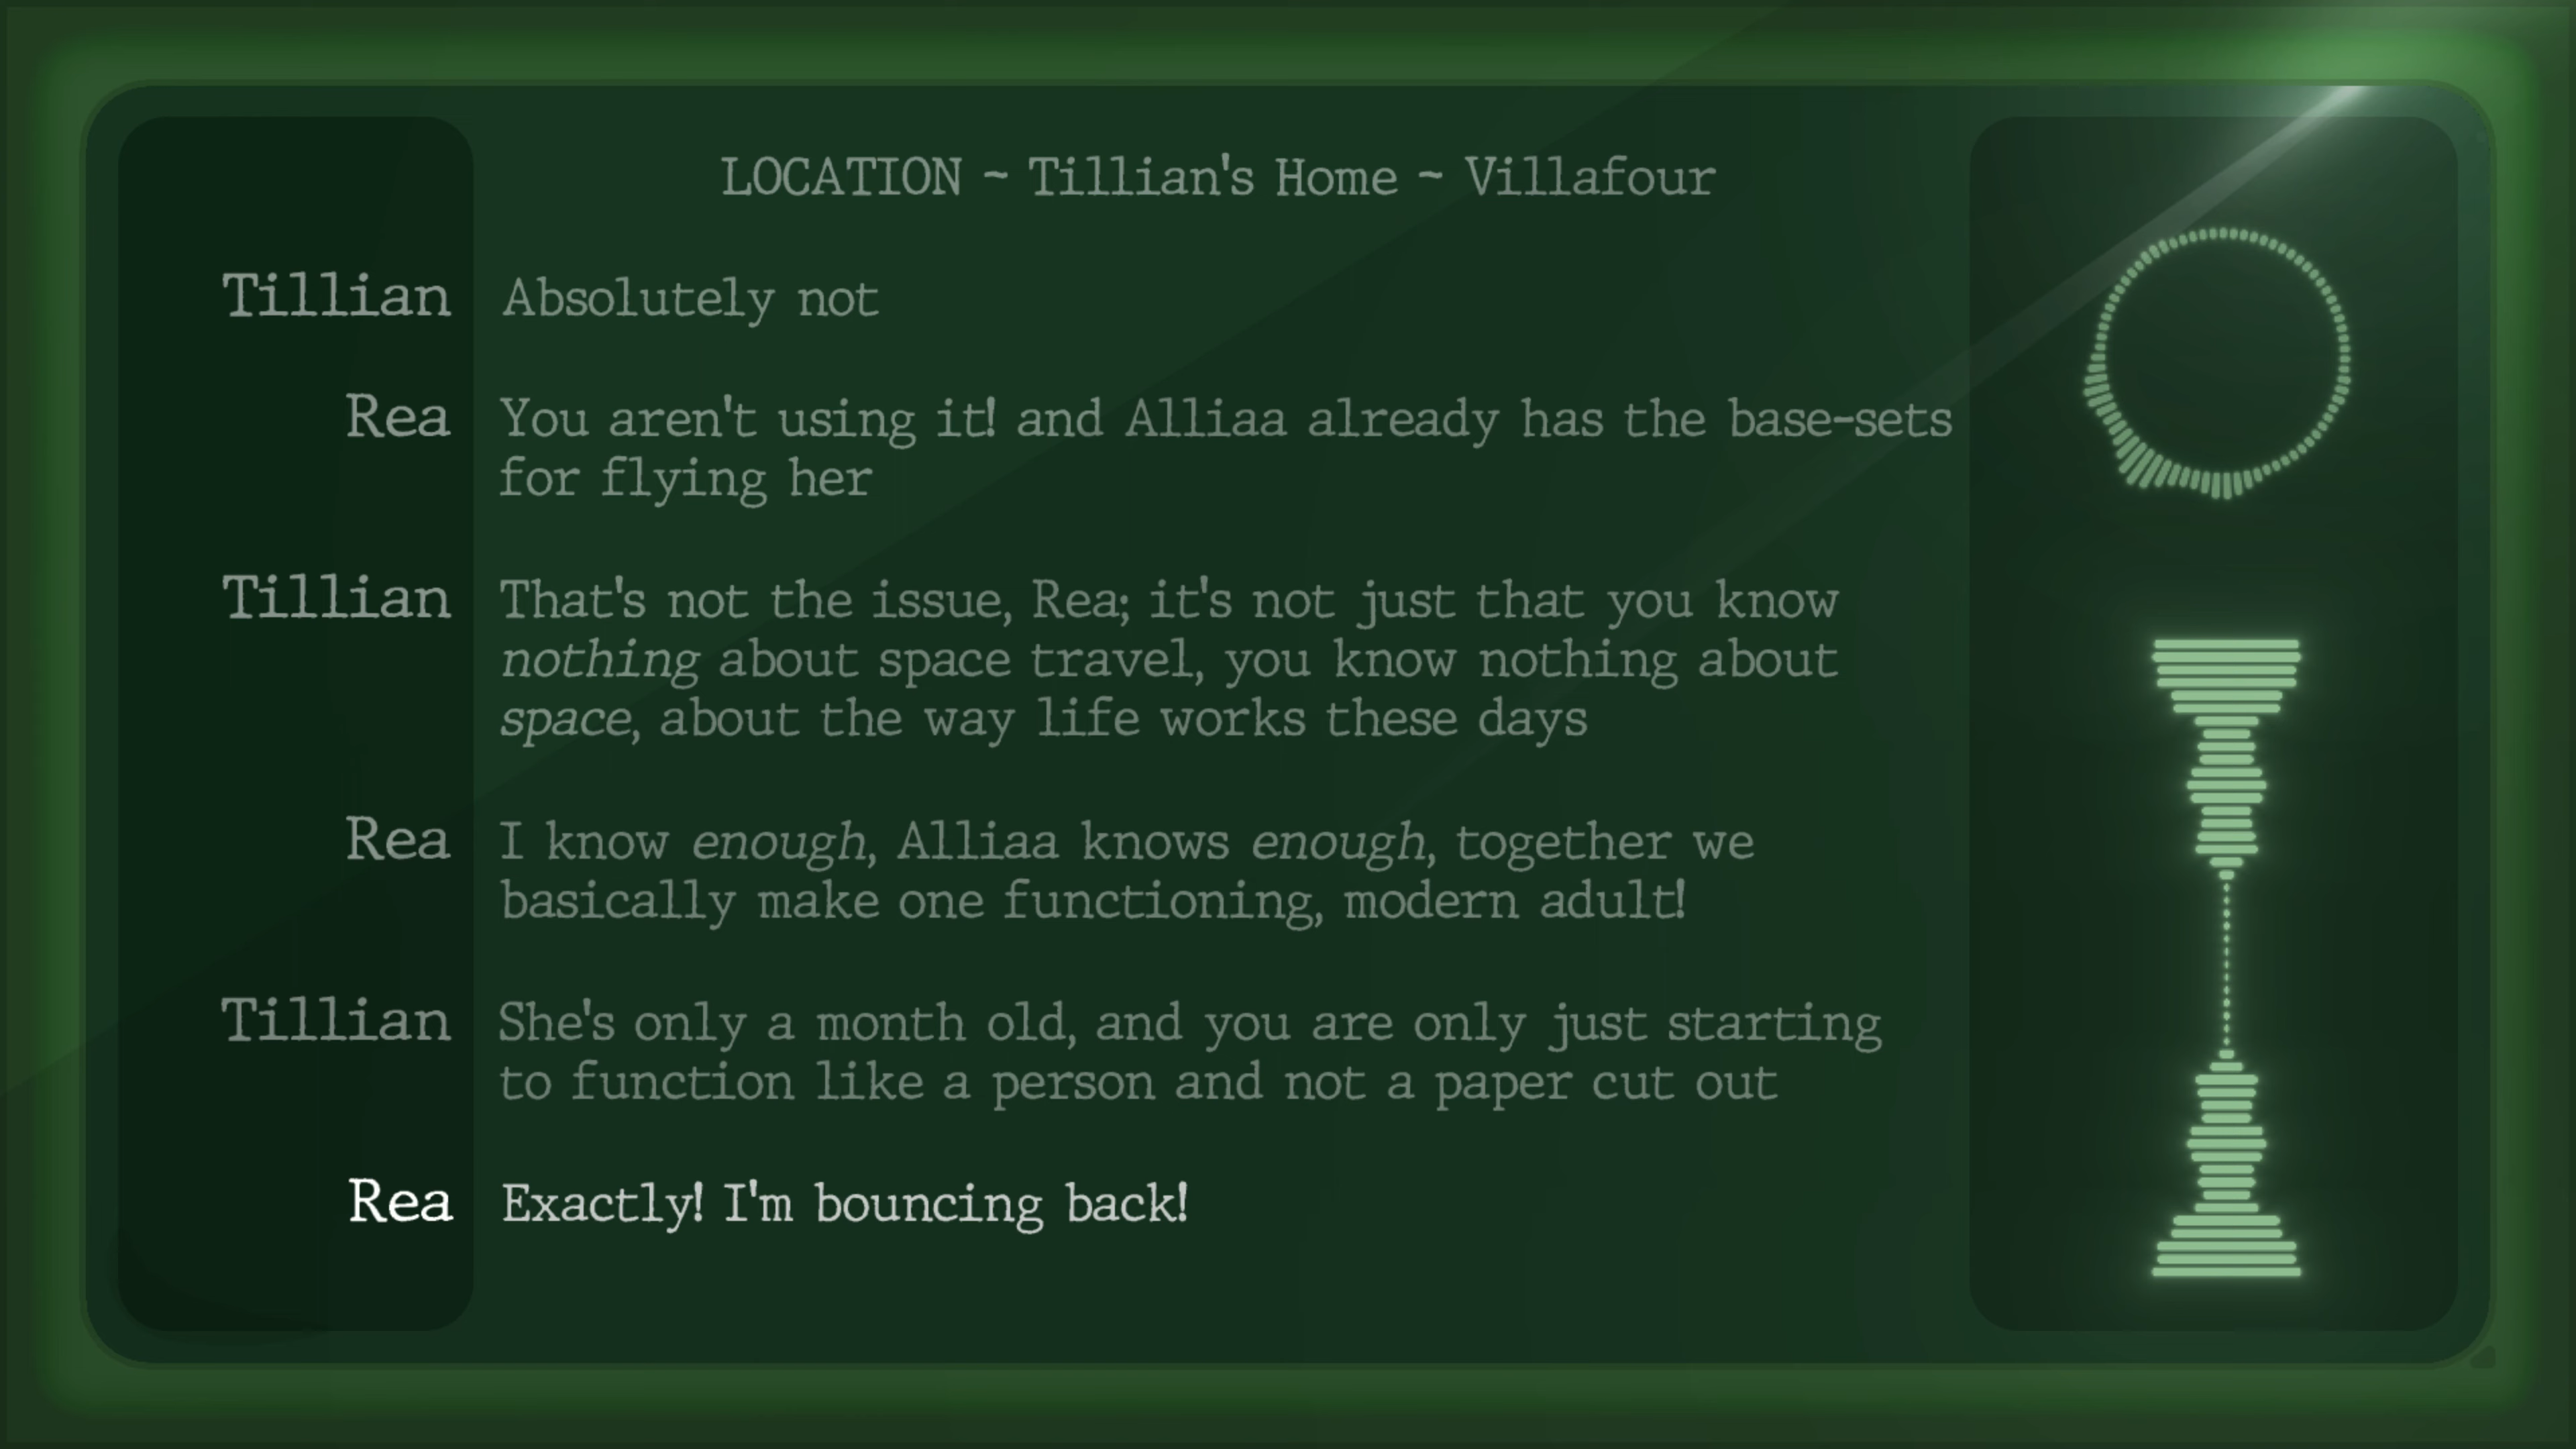 LOCATION ~ Tillian's Home ~ Villafour
Tillian Absolutely not
Rea You aren't using it! and Alliaa already has the base-sets
for flying her
Tillian That's not the issue, Rea; it's not just that you know
nothing about space travel, you know nothing about
space, about the way life works these days
Rea I know enough, Alliaa knows enough, together we
basically make one functioning, modern adult!
Tillian She's only a month old, and you are only just starting
to function like a person and not a paper cut out
Rea Exactly! I'm bouncing back!